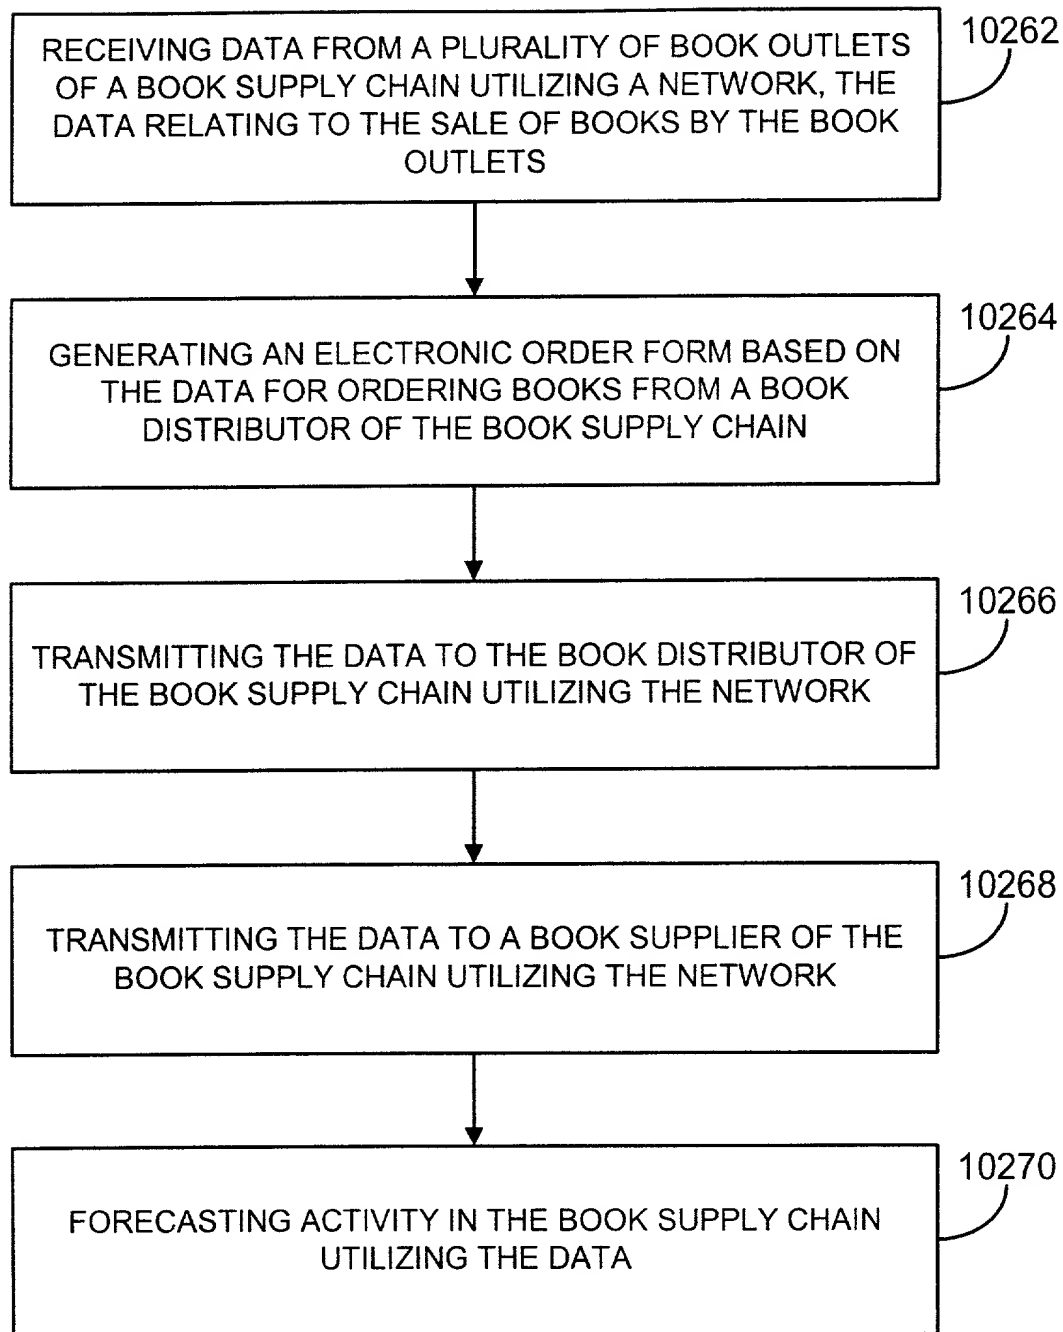 10262
RECEIVING DATA FROM A PLURALITY OF BOOK OUTLETS
OF A BOOK SUPPLY CHAIN UTILIZING A NETWORK, THE
DATA RELATING TO THE SALE OF BOOKS BY THE BOOK
OUTLETS
10264
GENERATING AN ELECTRONIC ORDER FORM BASED ON
THE DATA FOR ORDERING BOOKS FROM A BOOK
DISTRIBUTOR OF THE BOOK SUPPLY CHAIN
10266
TRANSMITTING THE DATA TO THE BOOK DISTRIBUTOR OF
THE BOOK SUPPLY CHAIN UTILIZING THE NETWORK
10268
TRANSMITTING THE DATA TO A BOOK SUPPLIER OF THE
BOOK SUPPLY CHAIN UTILIZING THE NETWORK
10270
FORECASTING ACTIVITY IN THE BOOK SUPPLY CHAIN
UTILIZING THE DATA